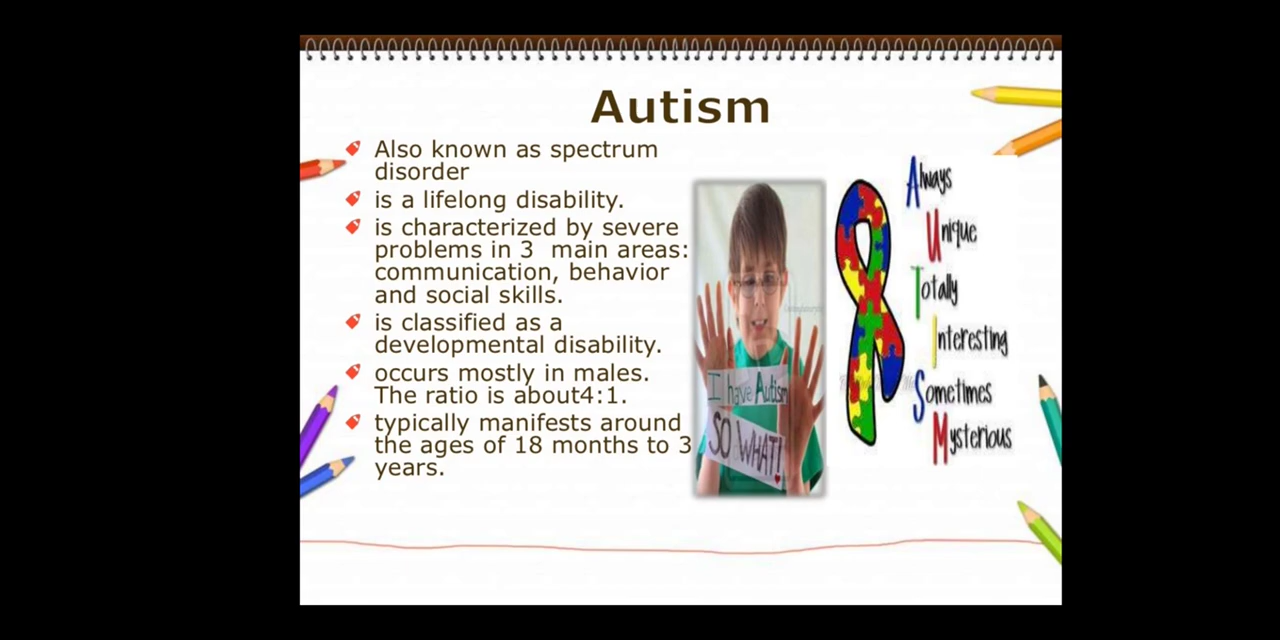 Autism
Also known as spectrum
disorder
is a lifelong disability.
is characterized by severe
problems in 3  main areas:
communication, behavior
and social skills.
is classified as a
developmental disability.
occurs mostly in males.
The ratio is about4:1.
typically manifests around
the ages of 18 months to 3
years.
I have Autism
SO WHAT!
Always
Unique
Totally
Interesting
Sometimes
Mysterious